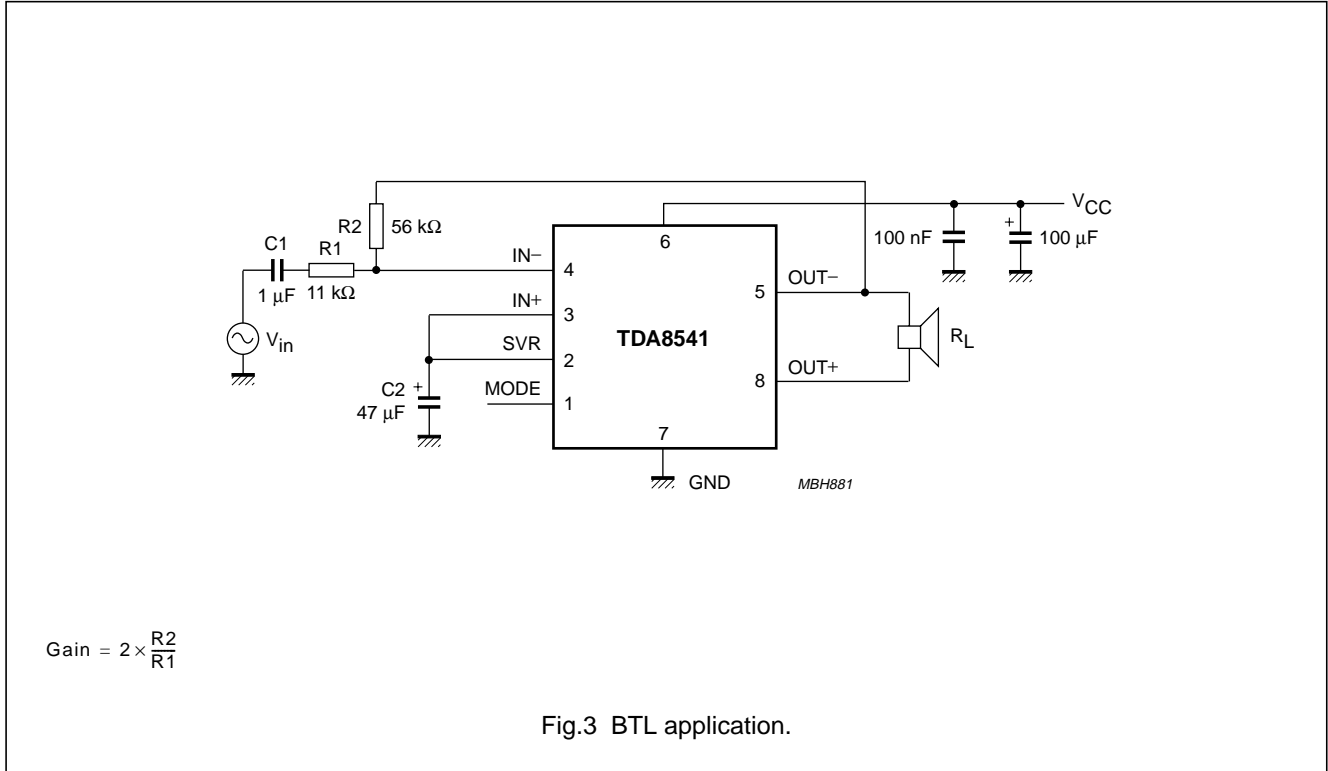 V_CC
R2 56 kΩ
6
100 nF
+
100 μF
C1
R1
IN−
4
1 μF
11 kΩ
5
OUT−
IN+
3
V_in
TDA8541
R_L
SVR
2
8
OUT+
C2 +
47 μF
MODE
1
7
GND
MBH881
Gain = 2 × R2/R1
Fig.3 BTL application.